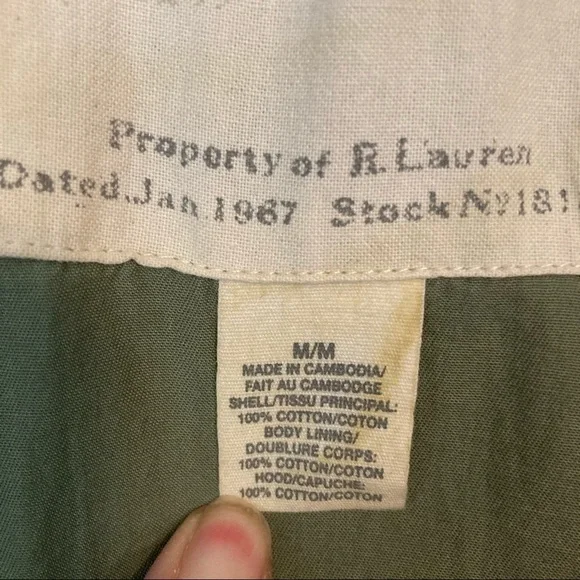 Property of R. Lauren
Dated Jan 1967 Stock No 181
M/M
MADE IN CAMBODIA/
FAIT AU CAMBODGE
SHELL/TISSU PRINCIPAL:
100% COTTON/COTON
BODY LINING/
DOUBLURE CORPS:
100% COTTON/COTON
HOOD/CAPUCHE:
100% COTTON/COTON